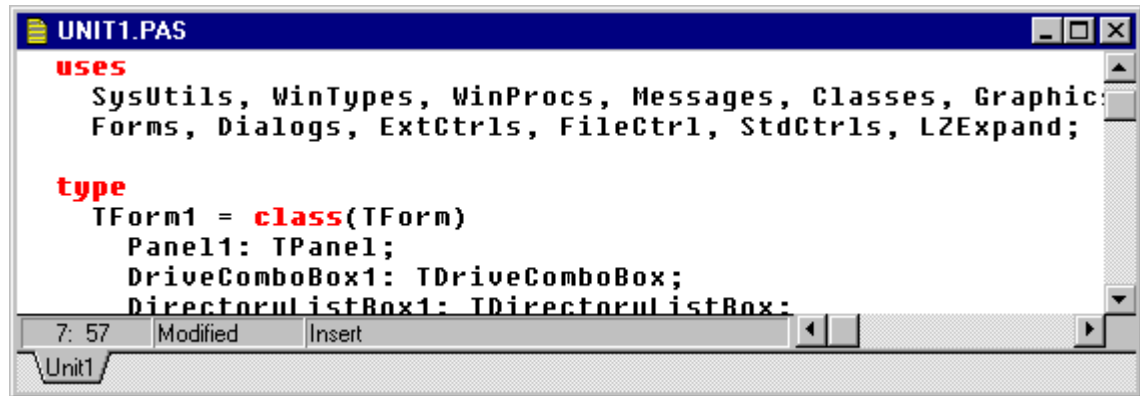 UNIT1.PAS
uses
SysUtils, WinTypes, WinProcs, Messages, Classes, Graphic
Forms, Dialogs, ExtCtrls, FileCtrl, StdCtrls, LZExpand;
type
TForm1 = class(TForm)
Panel1: TPanel;
DriveComboBox1: TDriveComboBox;
DirectoryListBox1: TDirectoryListBox;
7: 57 Modified Insert
Unit1